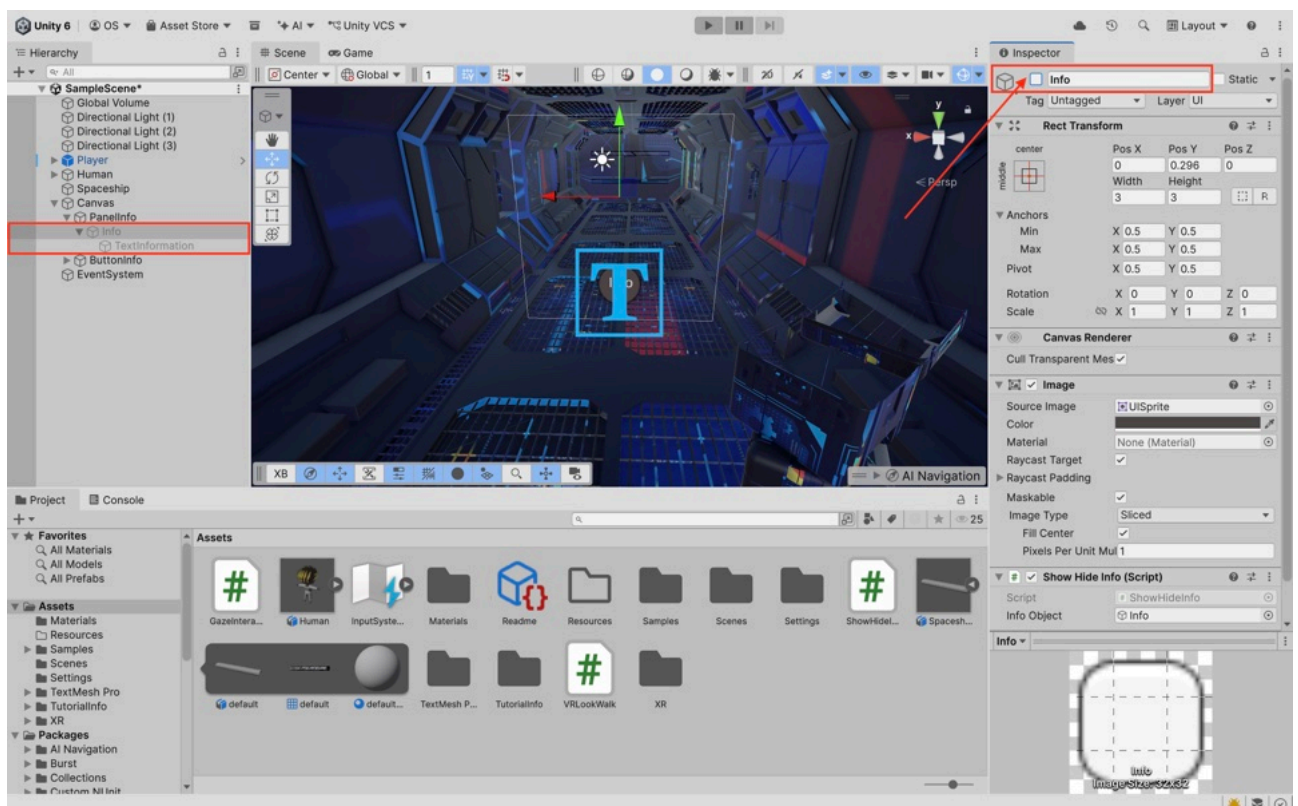 Unity 6 OS Asset Store AI Unity VCS Layout
Hierarchy
All
SampleScene*
Global Volume
Directional Light (1)
Directional Light (2)
Directional Light (3)
Player
Human
Spaceship
Canvas
PanelInfo
Info
TextInformation
ButtonInfo
EventSystem
Scene Game
Center Global 1 2D
y
x
Persp
T
XB AI Navigation
Inspector
Info Static
Tag Untagged Layer UI
Rect Transform
center Pos X Pos Y Pos Z
middle 0 0.296 0
Width Height
3 3 R
Anchors
Min X 0.5 Y 0.5
Max X 0.5 Y 0.5
Pivot X 0.5 Y 0.5
Rotation X 0 Y 0 Z 0
Scale X 1 Y 1 Z 1
Canvas Renderer
Cull Transparent Mes
Image
Source Image UISprite
Color
Material None (Material)
Raycast Target
Raycast Padding
Maskable
Image Type Sliced
Fill Center
Pixels Per Unit Mul 1
Show Hide Info (Script)
Script # ShowHideInfo
Info Object Info
Info
Info
Image Size: 32x32
Project Console
25
Favorites
All Materials
All Models
All Prefabs
Assets
Materials
Resources
Samples
Scenes
Settings
TextMesh Pro
TutorialInfo
XR
Packages
AI Navigation
Burst
Collections
Custom NUnit
Assets
# #
GazeIntera... Human InputSyste... Materials Readme Resources Samples Scenes Settings ShowHideI... Spacesh...
#
default default default... TextMesh P... TutorialInfo VRLookWalk XR